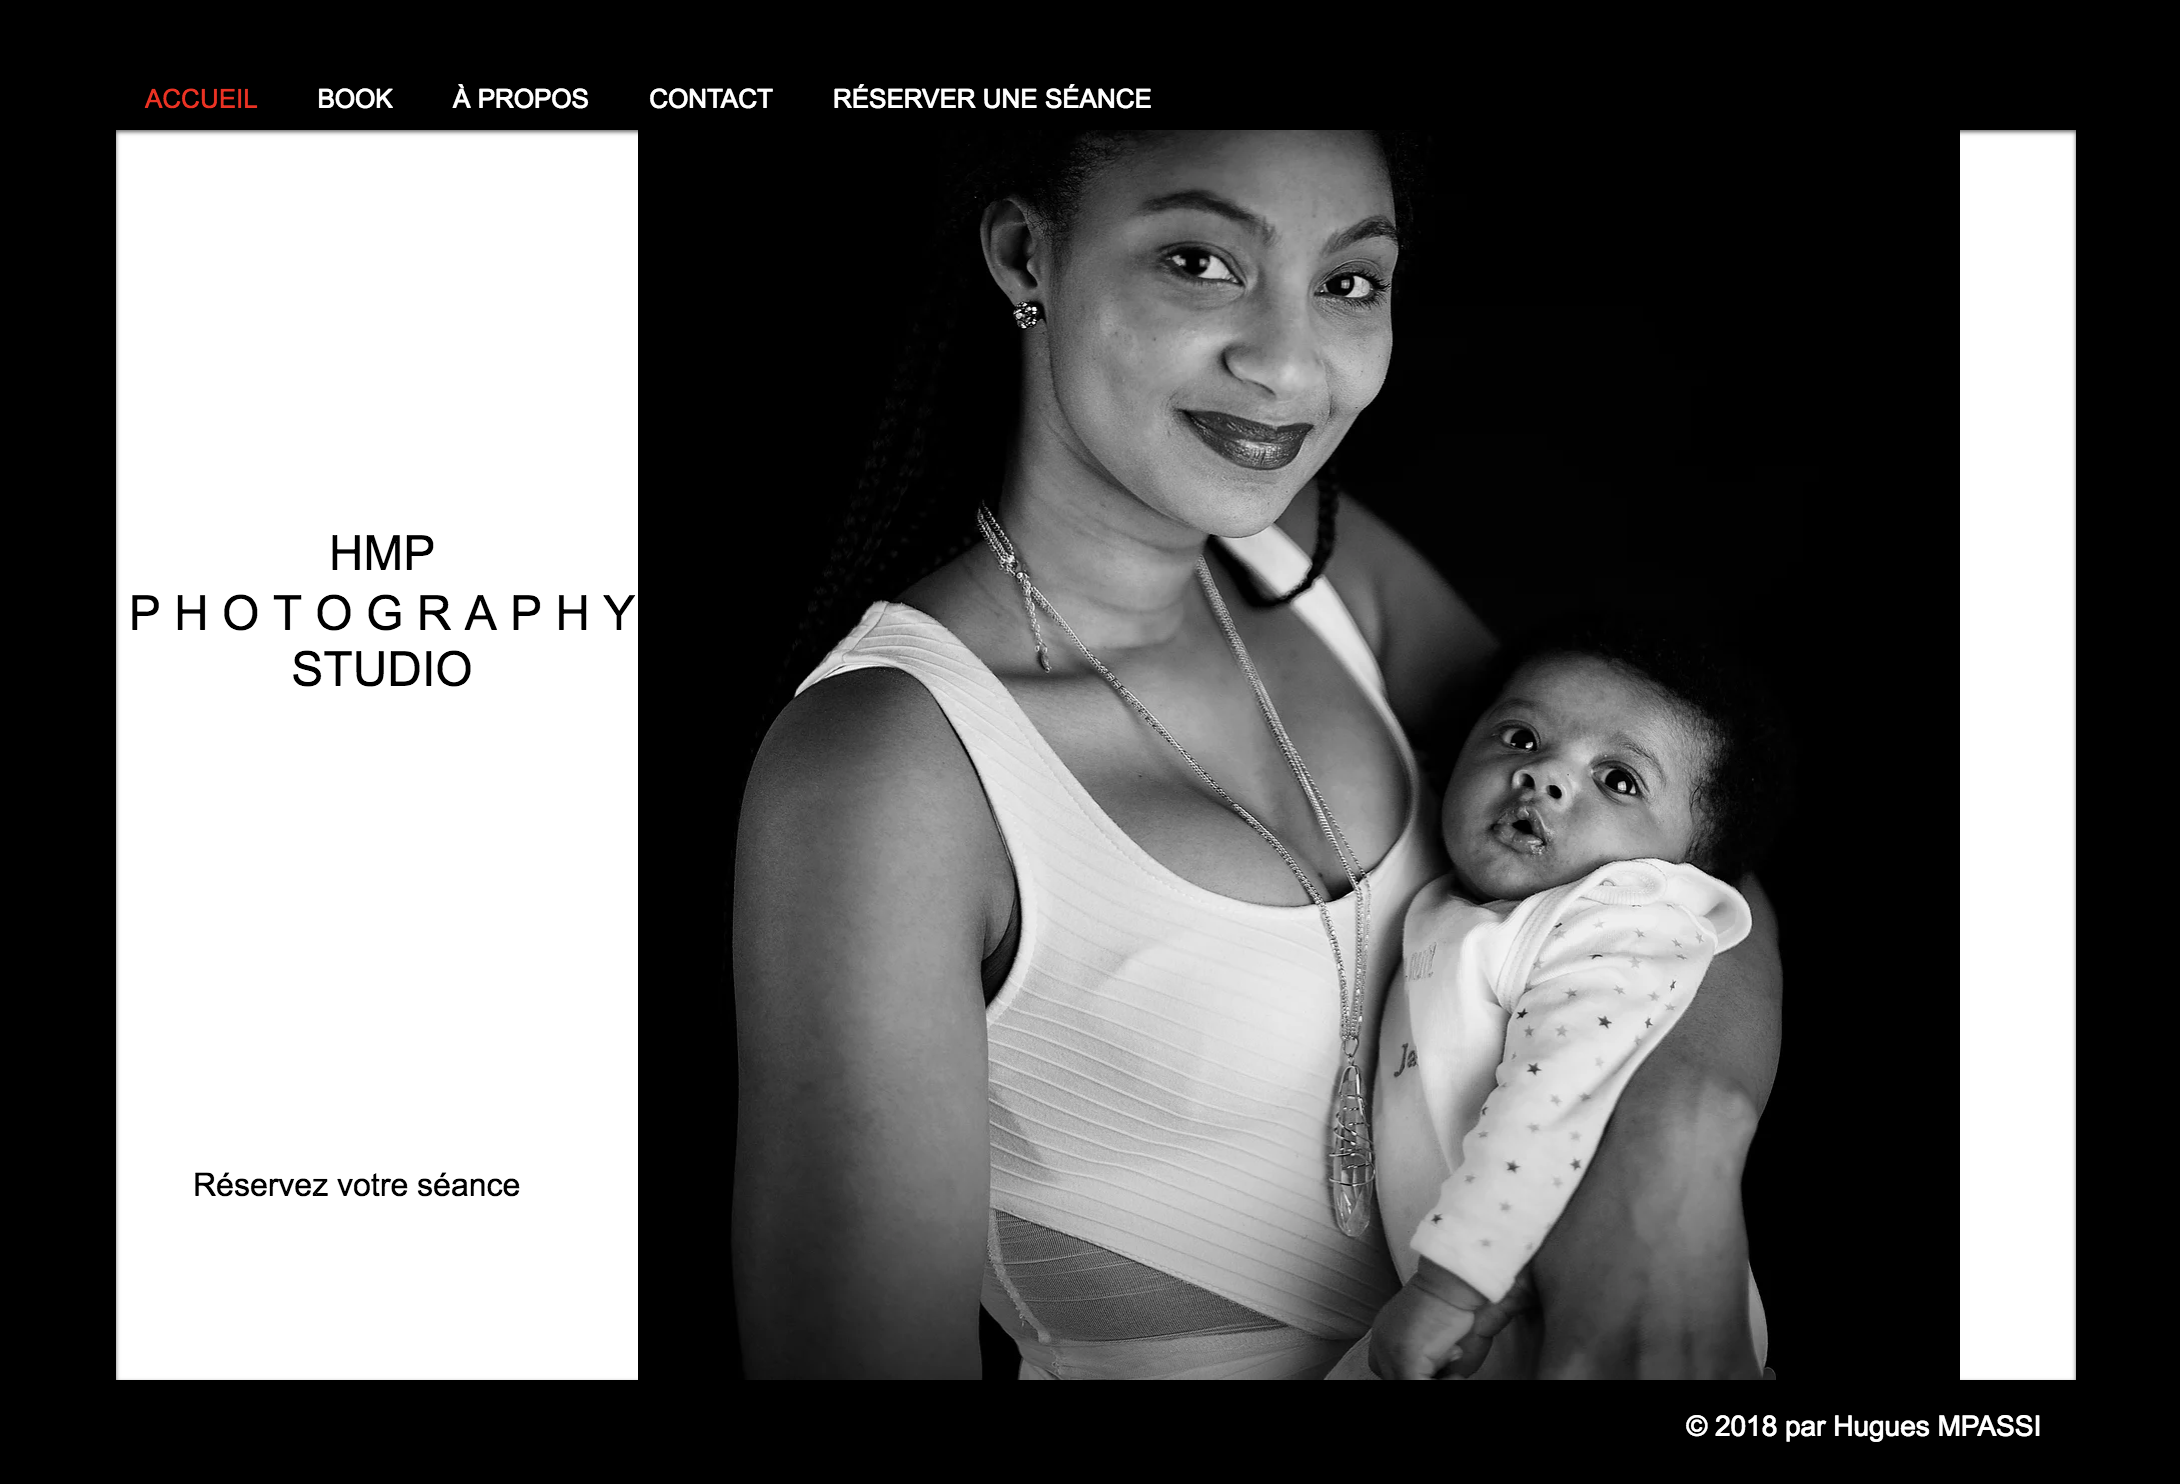 ACCUEIL BOOK À PROPOS CONTACT RÉSERVER UNE SÉANCE
HMP
PHOTOGRAPHY
STUDIO
Réservez votre séance
© 2018 par Hugues MPASSI